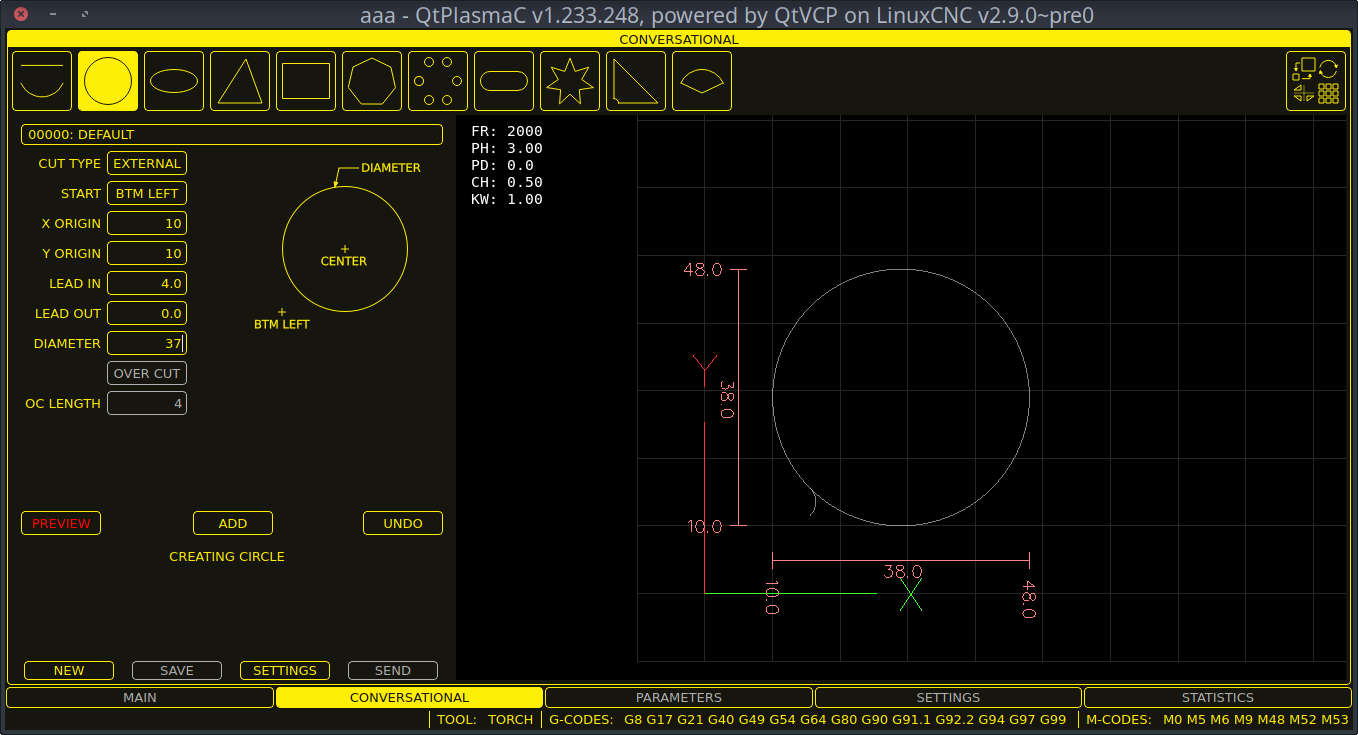 aaa - QtPlasmaC v1.233.248, powered by QtVCP on LinuxCNC v2.9.0~pre0
CONVERSATIONAL
00000: DEFAULT
CUT TYPE EXTERNAL
START BTM LEFT
X ORIGIN 10
Y ORIGIN 10
LEAD IN 4.0
LEAD OUT 0.0
DIAMETER 37
OVER CUT
OC LENGTH 4
DIAMETER
CENTER
BTM LEFT
PREVIEW ADD UNDO
CREATING CIRCLE
NEW SAVE SETTINGS SEND
FR: 2000
PH: 3.00
PD: 0.0
CH: 0.50
KW: 1.00
48.0
Y
38.0
10.0
38.0
10.0 X 48.0
MAIN CONVERSATIONAL PARAMETERS SETTINGS STATISTICS
TOOL: TORCH G-CODES: G8 G17 G21 G40 G49 G54 G64 G80 G90 G91.1 G92.2 G94 G97 G99 M-CODES: M0 M5 M6 M9 M48 M52 M53